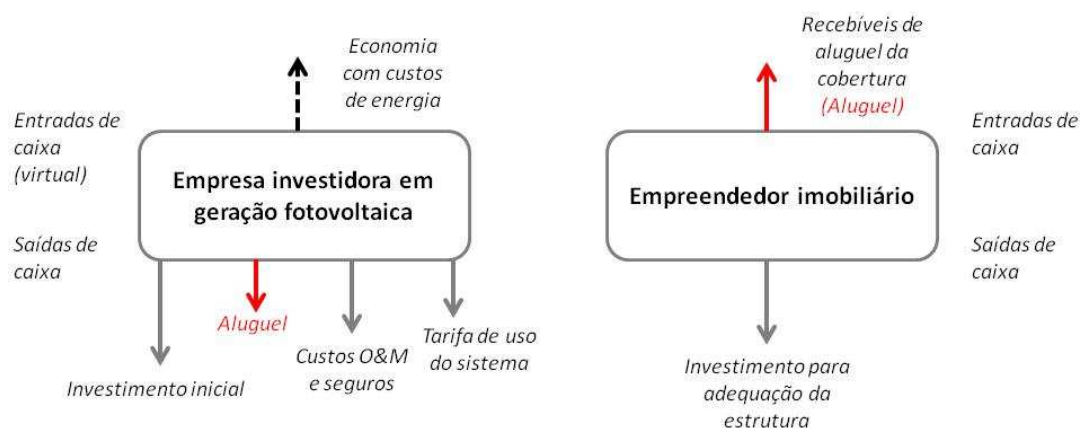 Economia
com custos
de energia
Entradas de
caixa
(virtual)
Empresa investidora em
geração fotovoltaica
Saídas de
caixa
Aluguel
Investimento inicial
Custos O&M
e seguros
Tarifa de uso
do sistema
Recebíveis de
aluguel da
cobertura
(Aluguel)
Entradas de
caixa
Empreendedor imobiliário
Saídas de
caixa
Investimento para
adequação da
estrutura